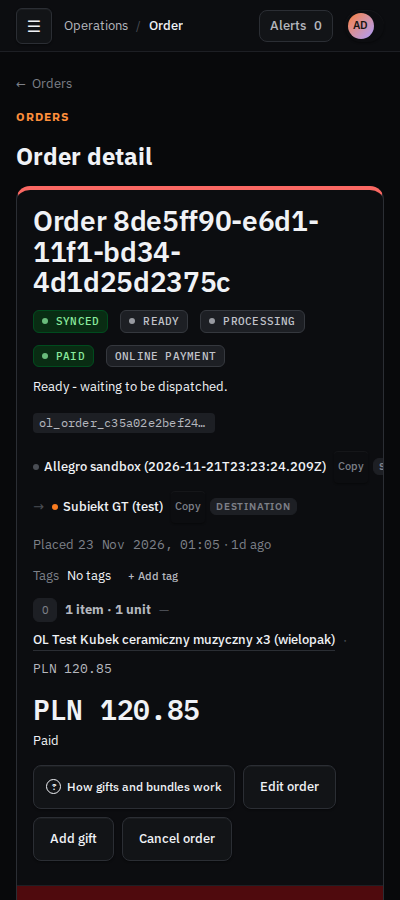 ☰ Operations / Order Alerts 0 AD
← Orders
ORDERS
Order detail
Order 8de5ff90-e6d1-
11f1-bd34-
4d1d25d2375c
SYNCED READY PROCESSING
PAID ONLINE PAYMENT
Ready - waiting to be dispatched.
ol_order_c35a02e2bef24…
Allegro sandbox (2026-11-21T23:23:24.209Z) Copy
→ Subiekt GT (test) Copy DESTINATION
Placed 23 Nov 2026, 01:05 · 1d ago
Tags No tags + Add tag
O 1 item · 1 unit —
OL Test Kubek ceramiczny muzyczny x3 (wielopak) ·
PLN 120.85
PLN 120.85
Paid
? How gifts and bundles work Edit order
Add gift Cancel order